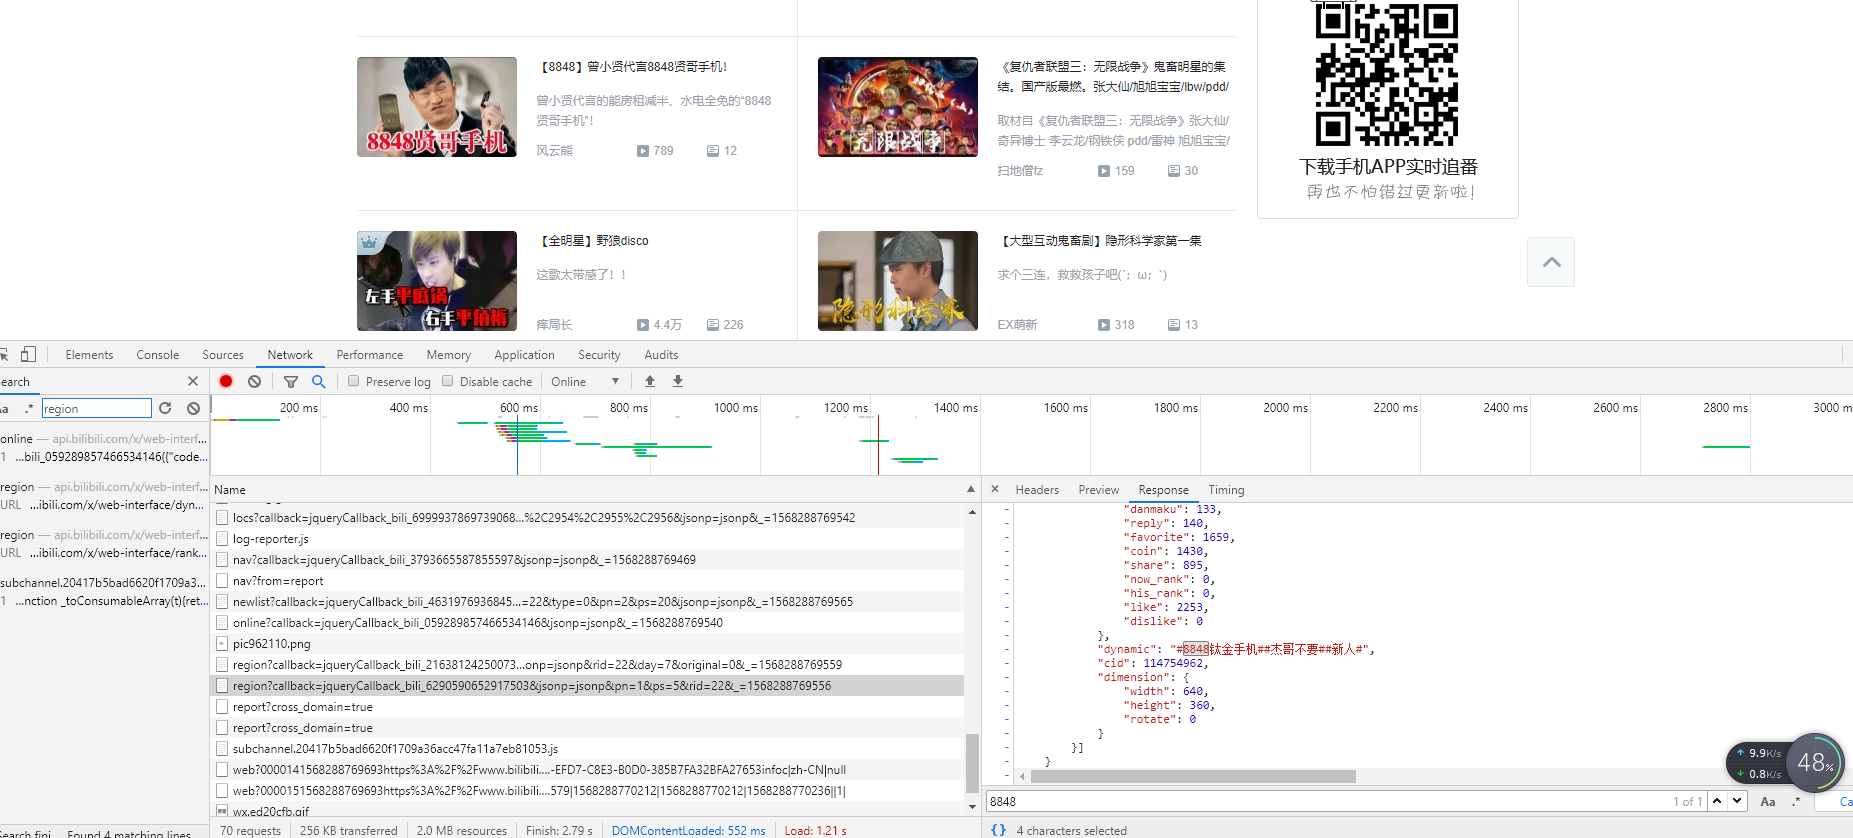 【8848】曾小贤代言8848贤哥手机!
曾小贤代言的能房租减半、水电全免的“8848
贤哥手机”!
风云熊 789 12
8848贤哥手机
《复仇者联盟三：无限战争》鬼畜明星的集
结。国产版最燃。张大仙/旭旭宝宝/lbw/pdd/
取材自《复仇者联盟三：无限战争》张大仙/
奇异博士 李云龙/钢铁侠 pdd/雷神 旭旭宝宝/
扫地僧fz 159 30
无限战争
下载手机APP实时追番
再也不怕错过更新啦!
【全明星】野狼disco
这歌太带感了！！
痒局长 4.4万 226
左手平底锅
右手平角裤
【大型互动鬼畜剧】隐形科学家第一集
求个三连，救救孩子吧(´；ω；`)
EX萌新 318 13
隐形科学家
Elements Console Sources Network Performance Memory Application Security Audits
earch
Preserve log Disable cache Online
Aa .* region
200 ms 400 ms 600 ms 800 ms 1000 ms 1200 ms 1400 ms 1600 ms 1800 ms 2000 ms 2200 ms 2400 ms 2600 ms 2800 ms 3000 m
online — api.bilibili.com/x/web-interf...
1 ...bili_059289857466534146({"code...
region — api.bilibili.com/x/web-interf...
URL ...ibili.com/x/web-interface/dyn...
region — api.bilibili.com/x/web-interf...
URL ...ibili.com/x/web-interface/rank...
subchannel.20417b5bad6620f1709a3...
1 ...nction _toConsumableArray(t){ret...
Search fini... Found 4 matching lines
Name
locs?callback=jqueryCallback_bili_6999937869739068...%2C2954%2C2955%2C2956&jsonp=jsonp&_=1568288769542
log-reporter.js
nav?callback=jqueryCallback_bili_3793665587855597&jsonp=jsonp&_=1568288769469
nav?from=report
newlist?callback=jqueryCallback_bili_4631976936845...=22&type=0&pn=2&ps=20&jsonp=jsonp&_=1568288769565
online?callback=jqueryCallback_bili_059289857466534146&jsonp=jsonp&_=1568288769540
pic962110.png
region?callback=jqueryCallback_bili_21638124250073...onp=jsonp&rid=22&day=7&original=0&_=1568288769559
region?callback=jqueryCallback_bili_6290590652917503&jsonp=jsonp&pn=1&ps=5&rid=22&_=1568288769556
report?cross_domain=true
report?cross_domain=true
subchannel.20417b5bad6620f1709a36acc47fa11a7eb81053.js
web?0000141568288769693https%3A%2F%2Fwww.bilibili....-EFD7-C8E3-B0D0-385B7FA32BFA27653infoc|zh-CN|null
web?0000151568288769693https%3A%2F%2Fwww.bilibili....579|1568288770212|1568288770212|1568288770236||1|
wx.ed20cfb.gif
70 requests 256 KB transferred 2.0 MB resources Finish: 2.79 s DOMContentLoaded: 552 ms Load: 1.21 s
Headers Preview Response Timing
"danmaku": 133,
"reply": 140,
"favorite": 1659,
"coin": 1430,
"share": 895,
"now_rank": 0,
"his_rank": 0,
"like": 2253,
"dislike": 0
},
"dynamic": "#8848钛金手机##杰哥不要##新人#",
"cid": 114754962,
"dimension": {
"width": 640,
"height": 360,
"rotate": 0
}
}]
}
9.9K/s
0.8K/s
48%
8848 1 of 1 Aa .* Ca
{} 4 characters selected